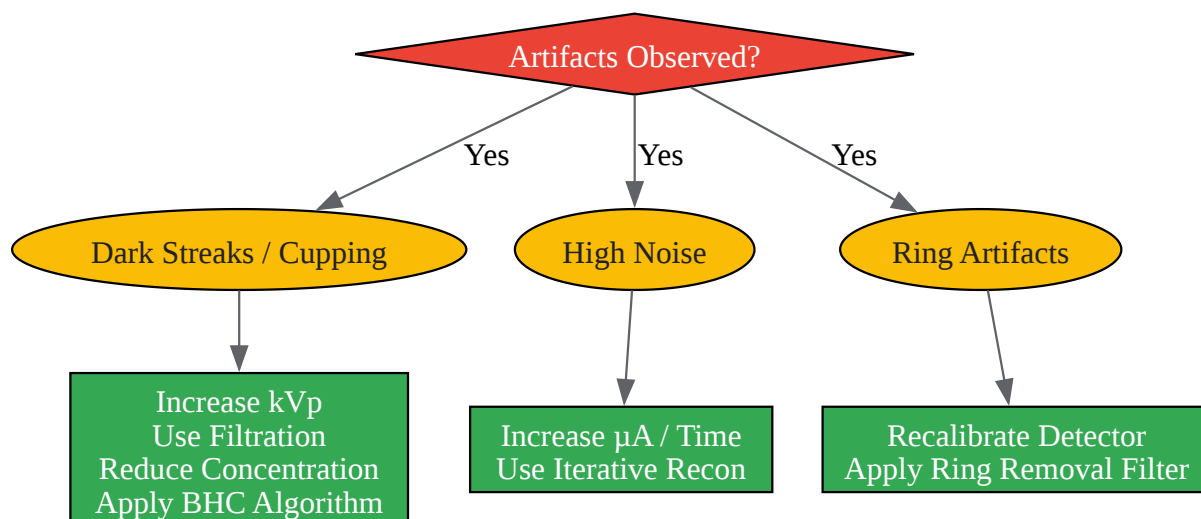 Artifacts Observed?
Yes
Yes
Yes
Dark Streaks / Cupping
High Noise
Ring Artifacts
Increase kVp
Use Filtration
Reduce Concentration
Apply BHC Algorithm
Increase µA / Time
Use Iterative Recon
Recalibrate Detector
Apply Ring Removal Filter